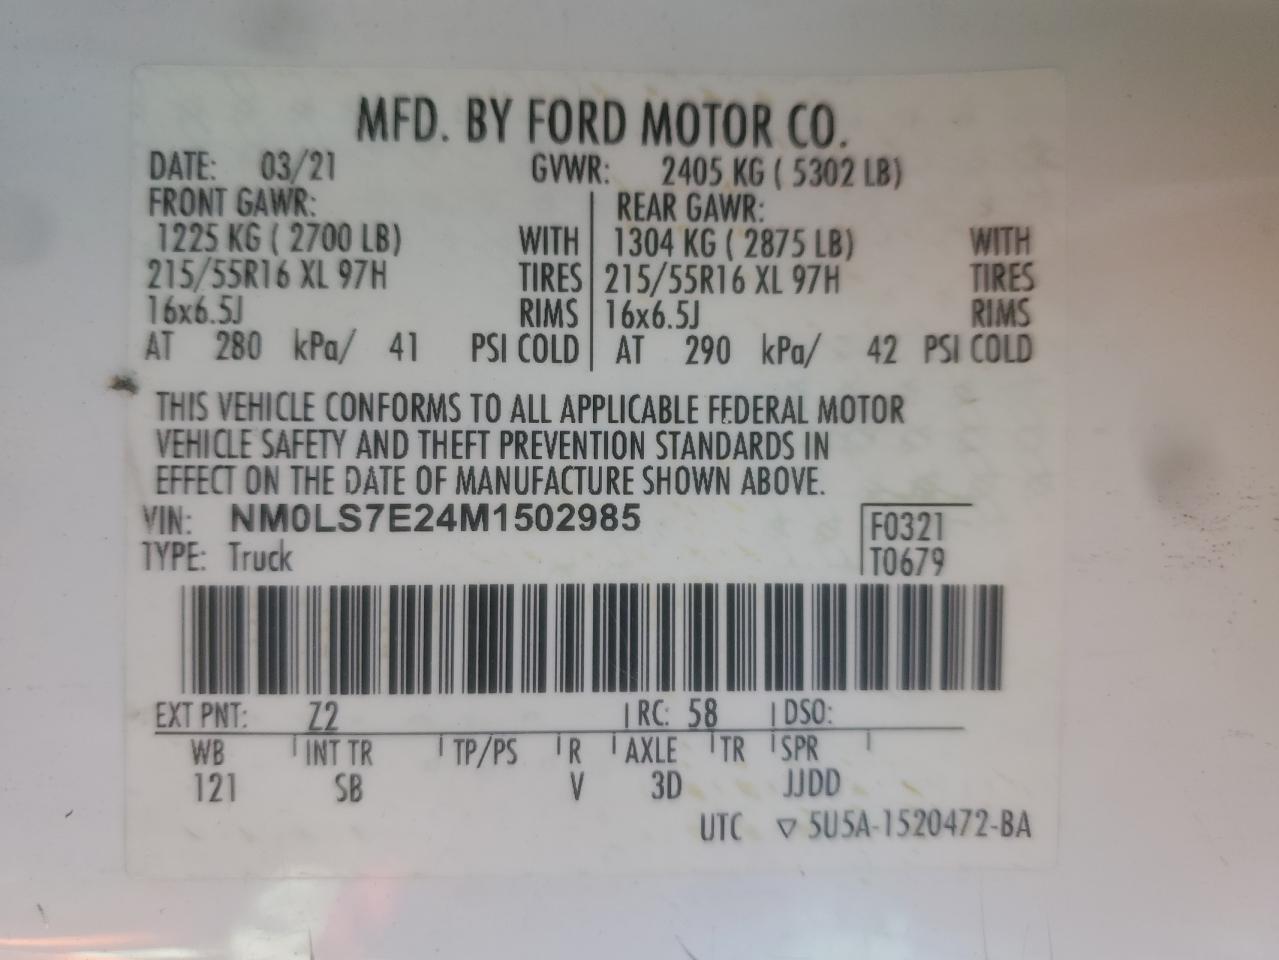 MFD. BY FORD MOTOR CO.
DATE: 03/21 GVWR: 2405 KG ( 5302 LB)
FRONT GAWR: REAR GAWR:
1225 KG ( 2700 LB) WITH 1304 KG ( 2875 LB) WITH
215/55R16 XL 97H TIRES 215/55R16 XL 97H TIRES
16x6.5J RIMS 16x6.5J RIMS
AT 280 kPa/ 41 PSI COLD AT 290 kPa/ 42 PSI COLD
THIS VEHICLE CONFORMS TO ALL APPLICABLE FEDERAL MOTOR
VEHICLE SAFETY AND THEFT PREVENTION STANDARDS IN
EFFECT ON THE DATE OF MANUFACTURE SHOWN ABOVE.
VIN: NM0LS7E24M1502985 F0321
TYPE: Truck T0679
EXT PNT: Z2 RC: 58 DSO:
WB INT TR TP/PS R AXLE TR SPR
121 SB V 3D JJDD
UTC ▽ 5U5A-1520472-BA